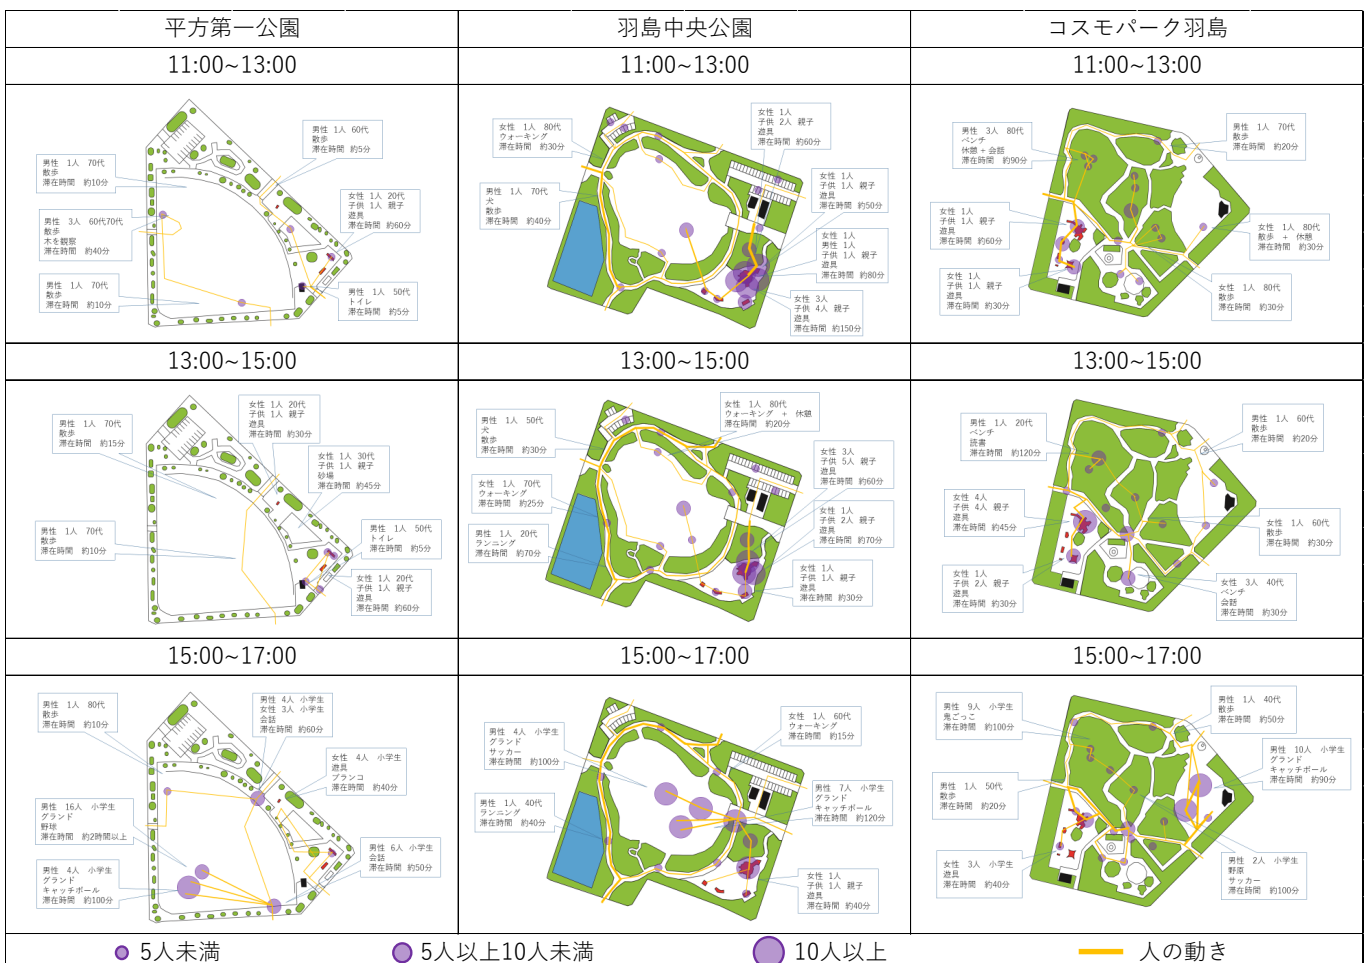 平方第一公園
羽島中央公園
コスモパーク羽島
11:00~13:00
11:00~13:00
11:00~13:00
男性 1人 60代
散歩
滞在時間 約5分
男性 1人 70代
散歩
滞在時間 約10分
女性 1人 20代
子供 1人 親子
遊具
滞在時間 約60分
男性 3人 60代70代
散歩
木を観察
滞在時間 約40分
男性 1人 70代
散歩
滞在時間 約10分
男性 1人 50代
トイレ
滞在時間 約5分
女性 1人 80代
ウォーキング
滞在時間 約30分
女性 1人
子供 2人 親子
遊具
滞在時間 約60分
男性 1人 70代
犬
散歩
滞在時間 約40分
女性 1人
子供 1人 親子
遊具
滞在時間 約50分
女性 1人
男性 1人
子供 1人 親子
遊具
滞在時間 約80分
女性 3人
子供 4人 親子
遊具
滞在時間 約150分
男性 3人 80代
ベンチ
休憩 + 会話
滞在時間 約90分
男性 1人 70代
散歩
滞在時間 約20分
女性 1人
子供 1人 親子
遊具
滞在時間 約60分
女性 1人 80代
散歩 + 休憩
滞在時間 約30分
女性 1人
子供 1人 親子
遊具
滞在時間 約30分
女性 1人 80代
散歩
滞在時間 約30分
13:00~15:00
13:00~15:00
13:00~15:00
男性 1人 70代
散歩
滞在時間 約15分
女性 1人 20代
子供 1人 親子
遊具
滞在時間 約30分
女性 1人 30代
子供 1人 親子
砂場
滞在時間 約45分
男性 1人 70代
散歩
滞在時間 約10分
男性 1人 50代
トイレ
滞在時間 約5分
女性 1人 20代
子供 1人 親子
遊具
滞在時間 約60分
男性 1人 50代
犬
散歩
滞在時間 約30分
女性 1人 80代
ウォーキング + 休憩
滞在時間 約20分
女性 3人
子供 5人 親子
遊具
滞在時間 約60分
女性 1人 70代
ウォーキング
滞在時間 約25分
女性 1人
子供 2人 親子
遊具
滞在時間 約70分
男性 1人 20代
ランニング
滞在時間 約70分
女性 1人
子供 1人 親子
遊具
滞在時間 約30分
男性 1人 20代
ベンチ
読書
滞在時間 約120分
男性 1人 60代
散歩
滞在時間 約20分
女性 4人
子供 4人 親子
遊具
滞在時間 約45分
女性 1人 60代
散歩
滞在時間 約30分
女性 1人
子供 2人 親子
遊具
滞在時間 約30分
女性 3人 40代
ベンチ
会話
滞在時間 約30分
15:00~17:00
15:00~17:00
15:00~17:00
男性 1人 80代
散歩
滞在時間 約10分
男性 4人 小学生
女性 3人 小学生
会話
滞在時間 約60分
女性 4人 小学生
遊具
ブランコ
滞在時間 約40分
男性 16人 小学生
グランド
野球
滞在時間 約2時間以上
男性 6人 小学生
会話
滞在時間 約50分
男性 4人 小学生
グランド
キャッチボール
滞在時間 約100分
男性 4人 小学生
グランド
サッカー
滞在時間 約100分
女性 1人 60代
ウォーキング
滞在時間 約15分
男性 1人 40代
ランニング
滞在時間 約40分
男性 7人 小学生
グランド
キャッチボール
滞在時間 約120分
女性 1人
子供 1人 親子
遊具
滞在時間 約40分
男性 9人 小学生
鬼ごっこ
滞在時間 約100分
男性 1人 40代
散歩
滞在時間 約50分
男性 10人 小学生
グランド
キャッチボール
滞在時間 約90分
男性 1人 50代
散歩
滞在時間 約20分
女性 3人 小学生
遊具
滞在時間 約40分
男性 2人 小学生
野原
サッカー
滞在時間 約100分
5人未満
5人以上10人未満
10人以上
人の動き